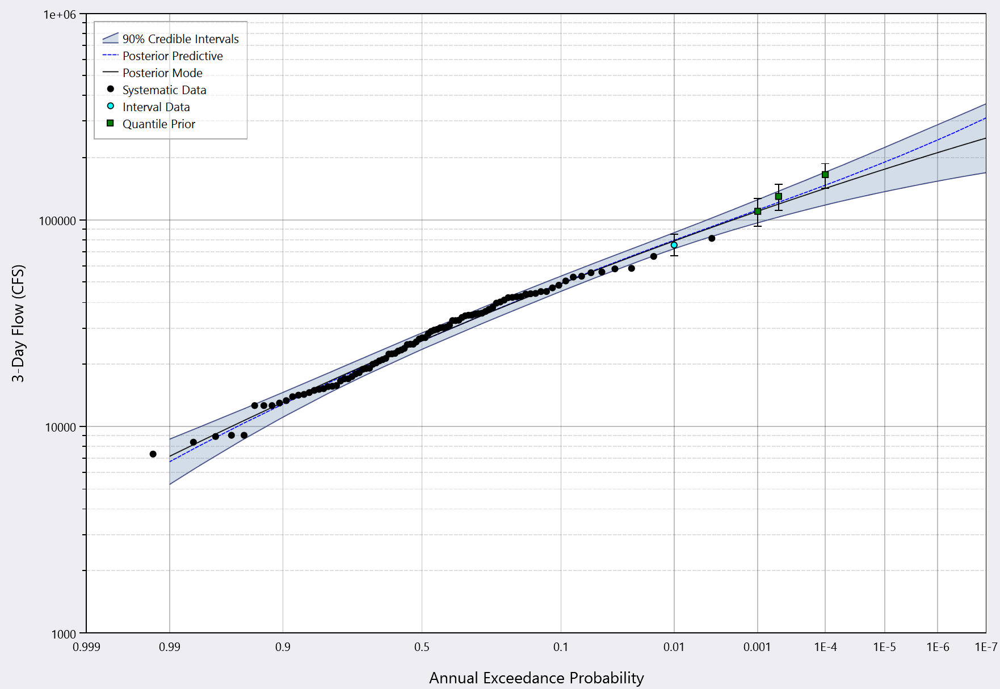 1e+06
90% Credible Intervals
Posterior Predictive
Posterior Mode
Systematic Data
Interval Data
Quantile Prior
100000
10000
1000
3-Day Flow (CFS)
0.999 0.99 0.9 0.5 0.1 0.01 0.001 1E-4 1E-5 1E-6 1E-7
Annual Exceedance Probability